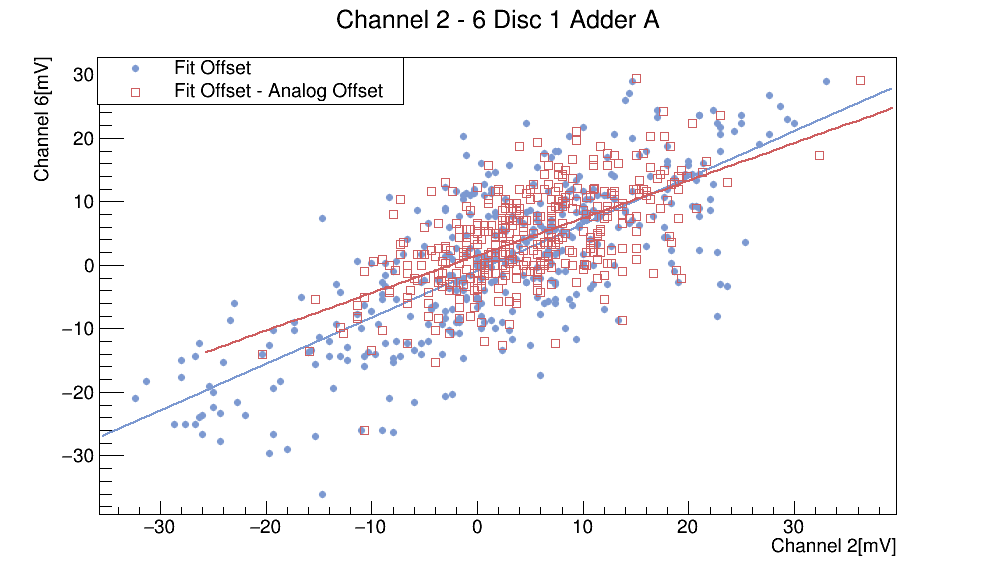 Channel 2 - 6 Disc 1 Adder A
Channel 6[mV]
Fit Offset
Fit Offset - Analog Offset
30
20
10
0
−10
−20
−30
−30 −20 −10 0 10 20 30
Channel 2[mV]